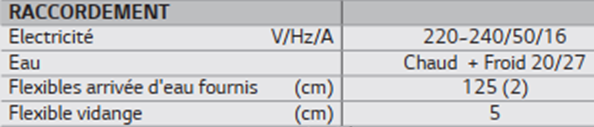 RACCORDEMENT
Electricité V/Hz/A 220-240/50/16
Eau Chaud + Froid 20/27
Flexibles arrivée d'eau fournis (cm) 125 (2)
Flexible vidange (cm) 5